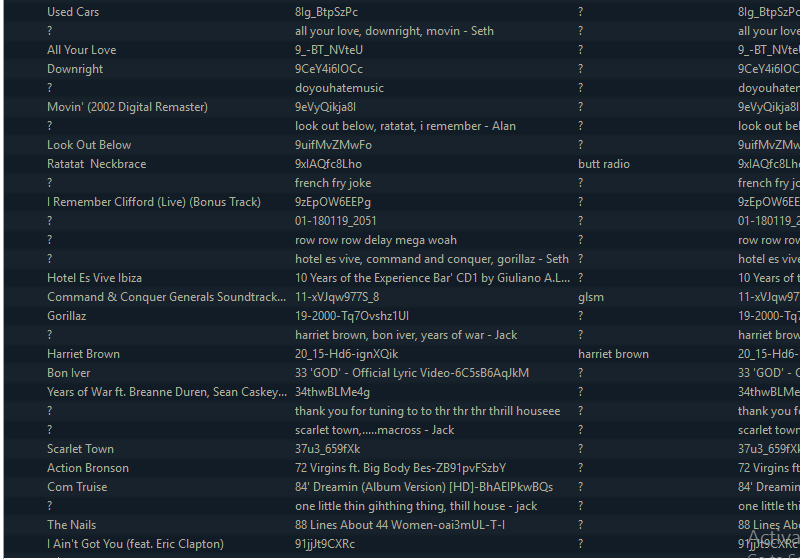 Used Cars 8lg_BtpSzPc ? 8lg_BtpSzPc
? all your love, downright, movin - Seth ? all your love
All Your Love 9_-BT_NVteU ? 9_-BT_NVte
Downright 9CeY4i6lOCc ? 9CeY4i6lOC
? doyouhatemusic ? doyouhatem
Movin' (2002 Digital Remaster) 9eVyQikja8I ? 9eVyQikja8
? look out below, ratatat, i remember - Alan ? look out bel
Look Out Below 9uifMvZMwFo ? 9uifMvZMw
Ratatat Neckbrace 9xlAQfc8Lho butt radio 9xlAQfc8Lh
? french fry joke ? french fry jo
I Remember Clifford (Live) (Bonus Track) 9zEpOW6EEPg ? 9zEpOW6EE
? 01-180119_2051 ? 01-180119_2
? row row row delay mega woah ? row row row
? hotel es vive, command and conquer, gorillaz - Seth ? hotel es vive
Hotel Es Vive Ibiza 10 Years of the Experience Bar' CD1 by Giuliano A.L... ? 10 Years of t
Command & Conquer Generals Soundtrack... 11-xVJqw977S_8 glsm 11-xVJqw97
Gorillaz 19-2000-Tq7Ovshz1UI ? 19-2000-Tq7
? harriet brown, bon iver, years of war - Jack ? harriet brow
Harriet Brown 20_15-Hd6-ignXQik harriet brown 20_15-Hd6-
Bon Iver 33 'GOD' - Official Lyric Video-6C5sB6AqJkM ? 33 'GOD' - O
Years of War ft. Breanne Duren, Sean Caskey... 34thwBLMe4g ? 34thwBLMe
? thank you for tuning to to thr thr thr thrill houseee ? thank you fo
? scarlet town,.....macross - Jack ? scarlet town
Scarlet Town 37u3_659fXk ? 37u3_659fXk
Action Bronson 72 Virgins ft. Big Body Bes-ZB91pvFSzbY ? 72 Virgins ft
Com Truise 84' Dreamin (Album Version) [HD]-BhAEIPkwBQs ? 84' Dreamin
? one little thin gihthing thing, thill house - jack ? one little thi
The Nails 88 Lines About 44 Women-oai3mUL-T-I ? 88 Lines Abo
I Ain't Got You (feat. Eric Clapton) 91jjJt9CXRc ? 91jjJt9CXRc
Activa